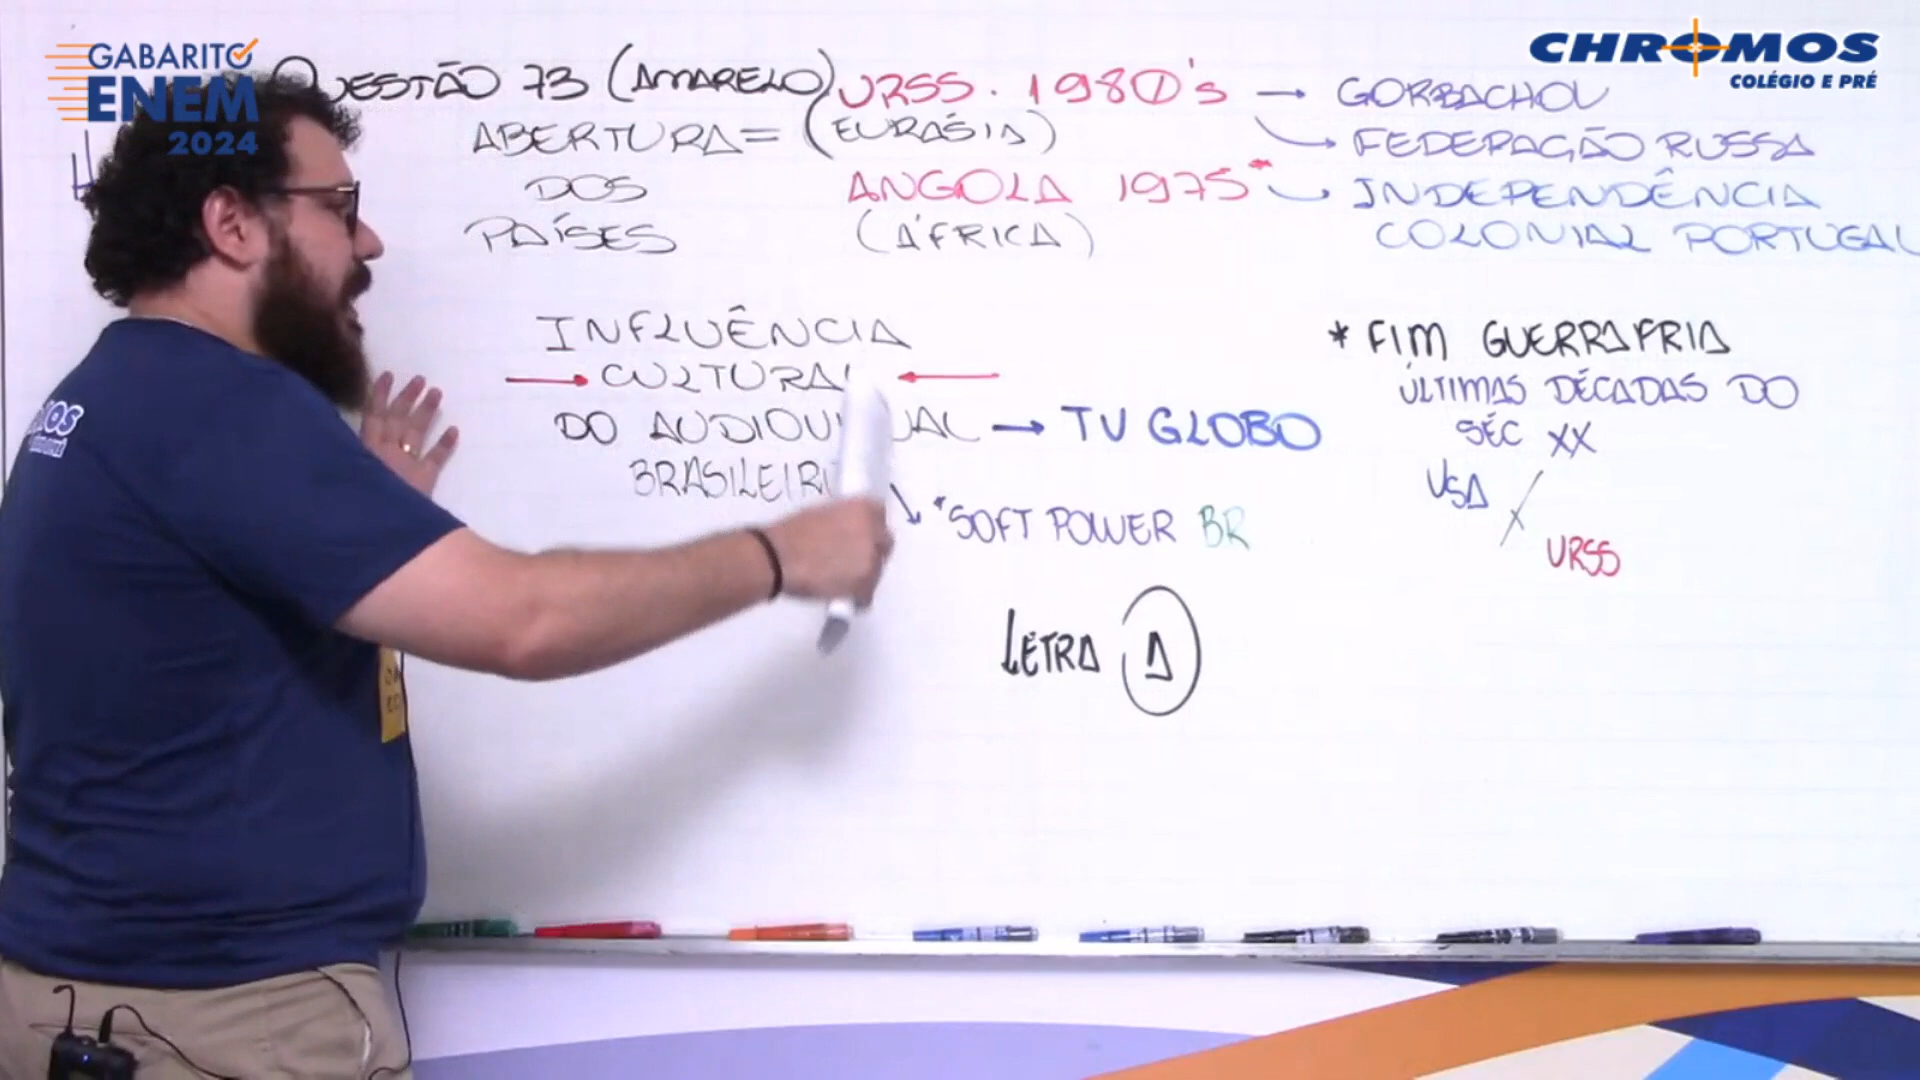 GABARITO
ENEM
2024
CHROMOS
COLÉGIO E PRÉ
QUESTÃO 73 (AMARELO)
ABERTURA = 
DOS
PAÍSES
URSS. 1980's → GORBACHOV
(EURÁSIA)
FEDERAÇÃO RUSSA
ANGOLA 1975* INDEPENDÊNCIA
(ÁFRICA)
COLONIAL PORTUGAL
INFLUÊNCIA
→ CULTURAL ←
DO AUDIOVISUAL → TV GLOBO
BRASILEIRO
*SOFT POWER BR
LETRA A
* FIM GUERRA FRIA
ÚLTIMAS DÉCADAS DO
SÉC XX
USA
URSS